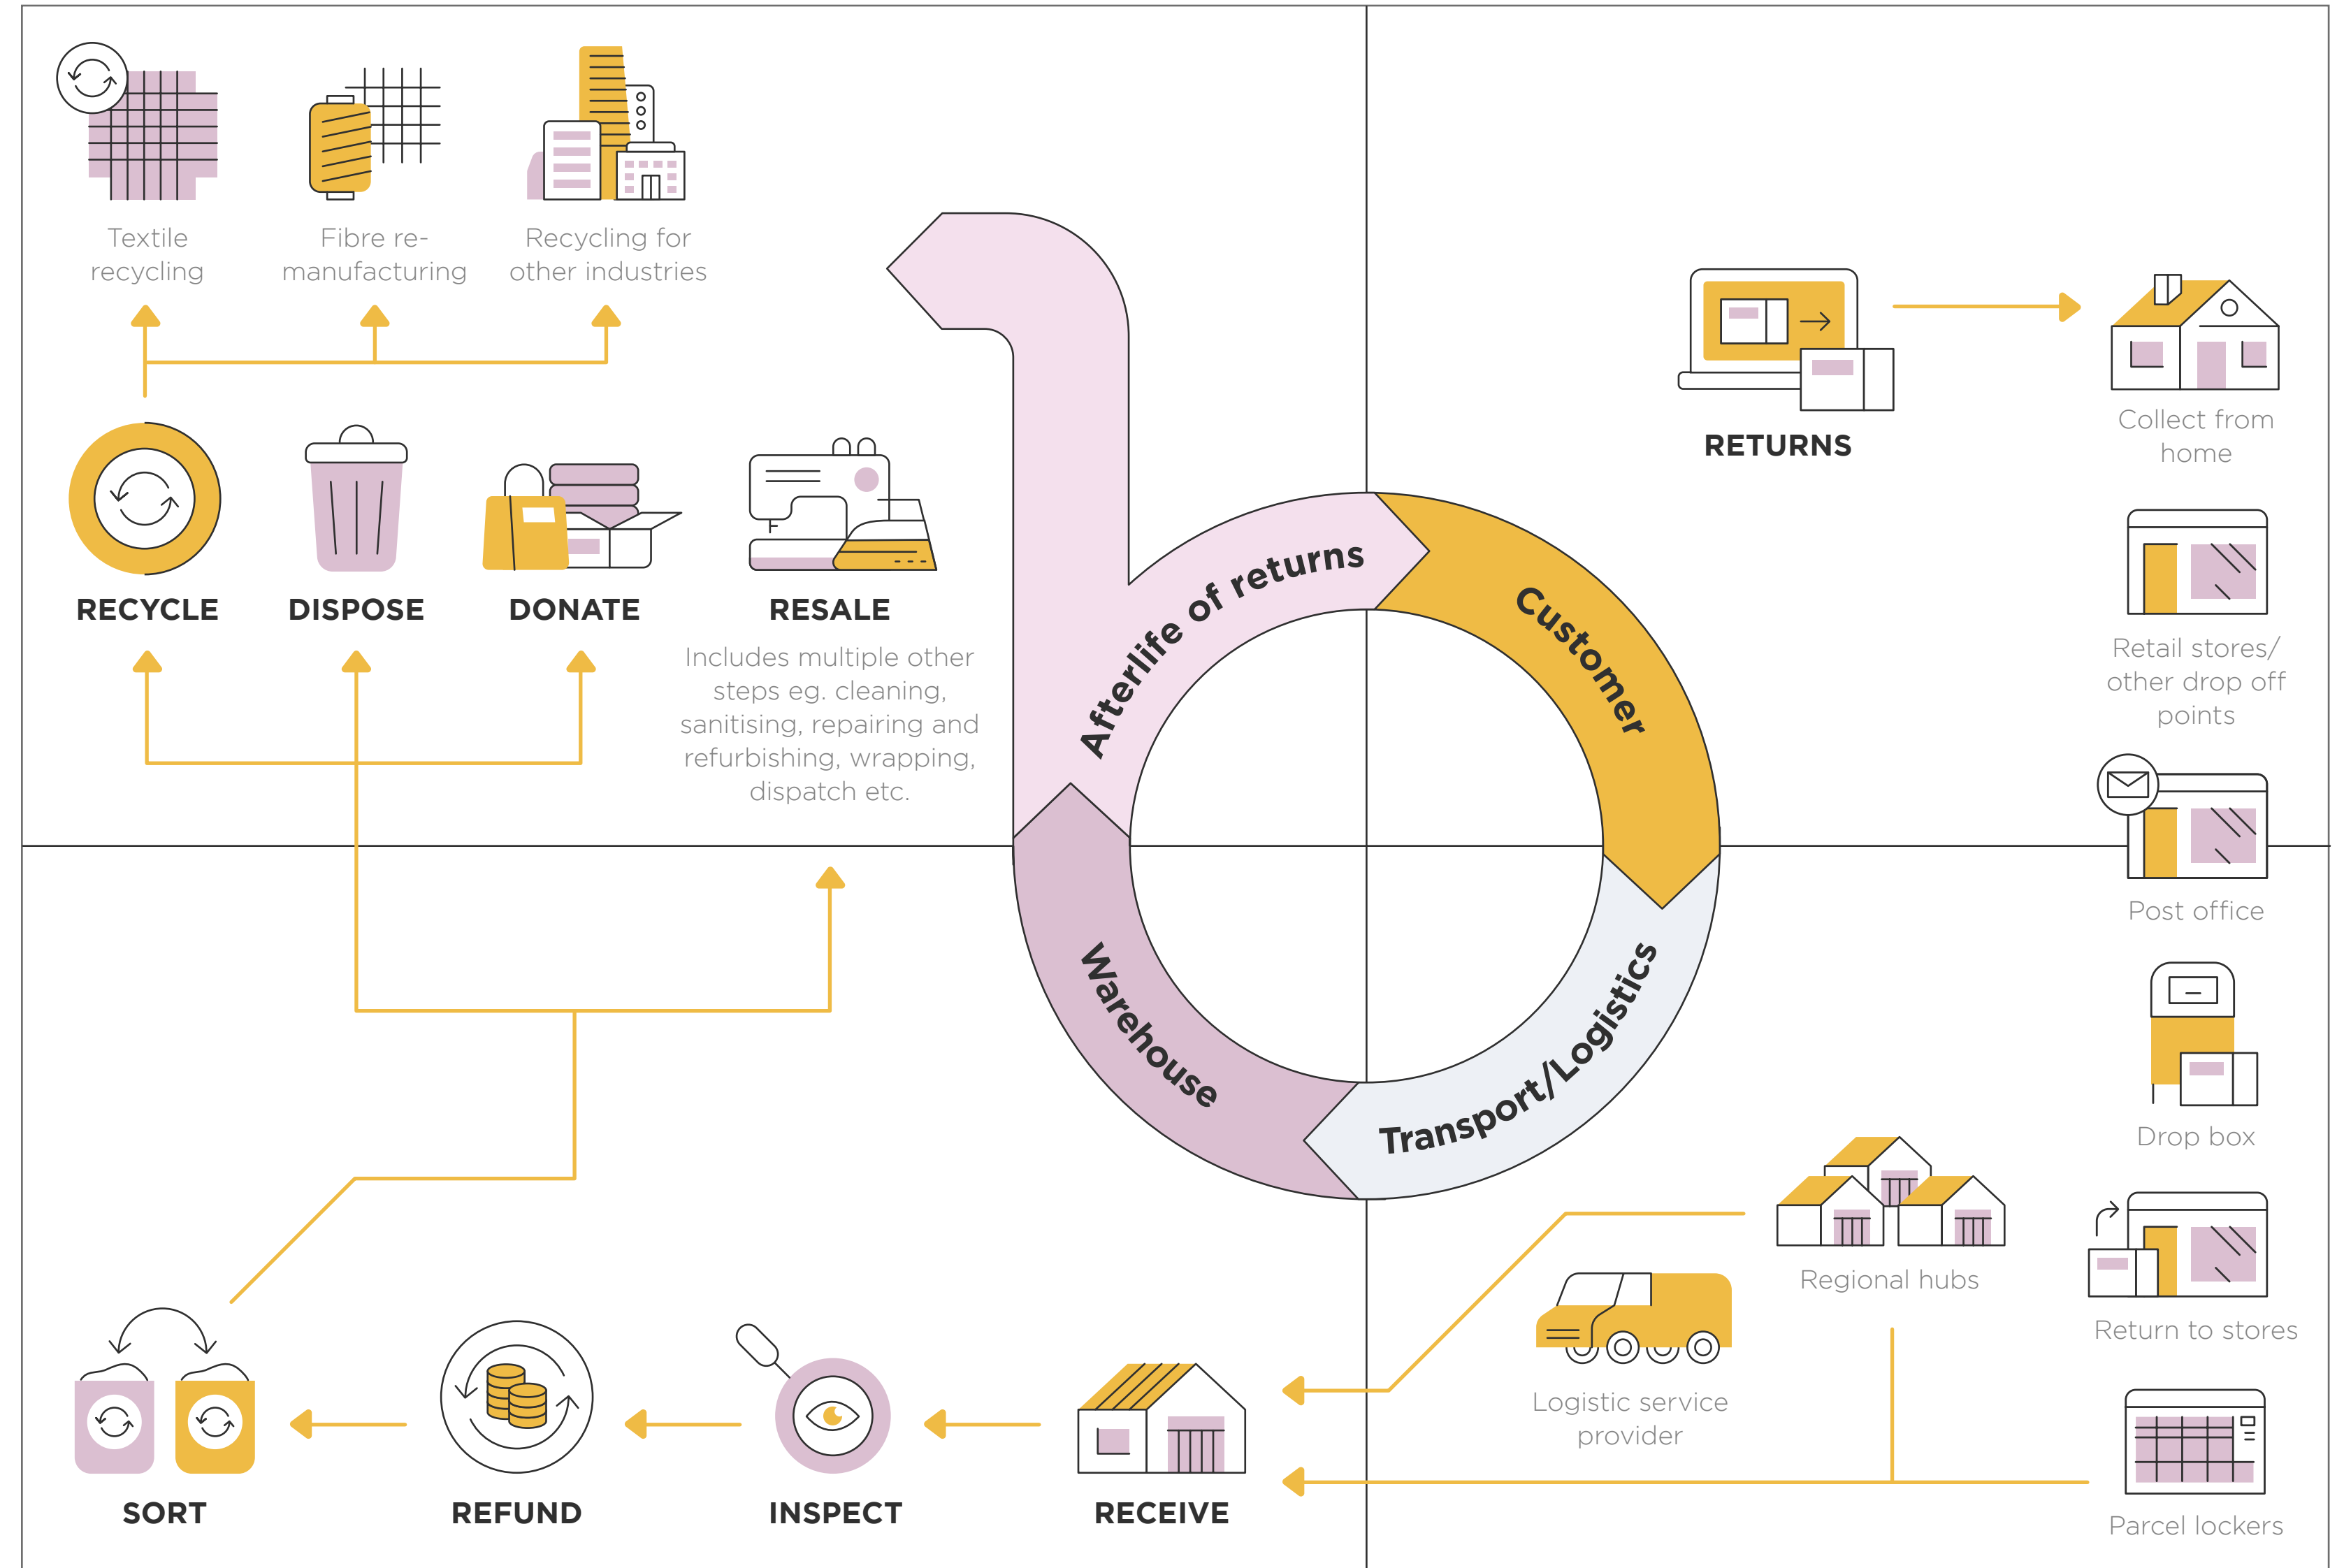 Textile
recycling
Fibre re-
manufacturing
Recycling for
other industries
RECYCLE
DISPOSE
DONATE
RESALE
Includes multiple other
steps eg. cleaning,
sanitising, repairing and
refurbishing, wrapping,
dispatch etc.
Afterlife of returns
Customer
Transport/Logistics
Warehouse
RETURNS
Collect from
home
Retail stores/
other drop off
points
Post office
Drop box
Return to stores
Parcel lockers
Regional hubs
Logistic service
provider
RECEIVE
INSPECT
REFUND
SORT